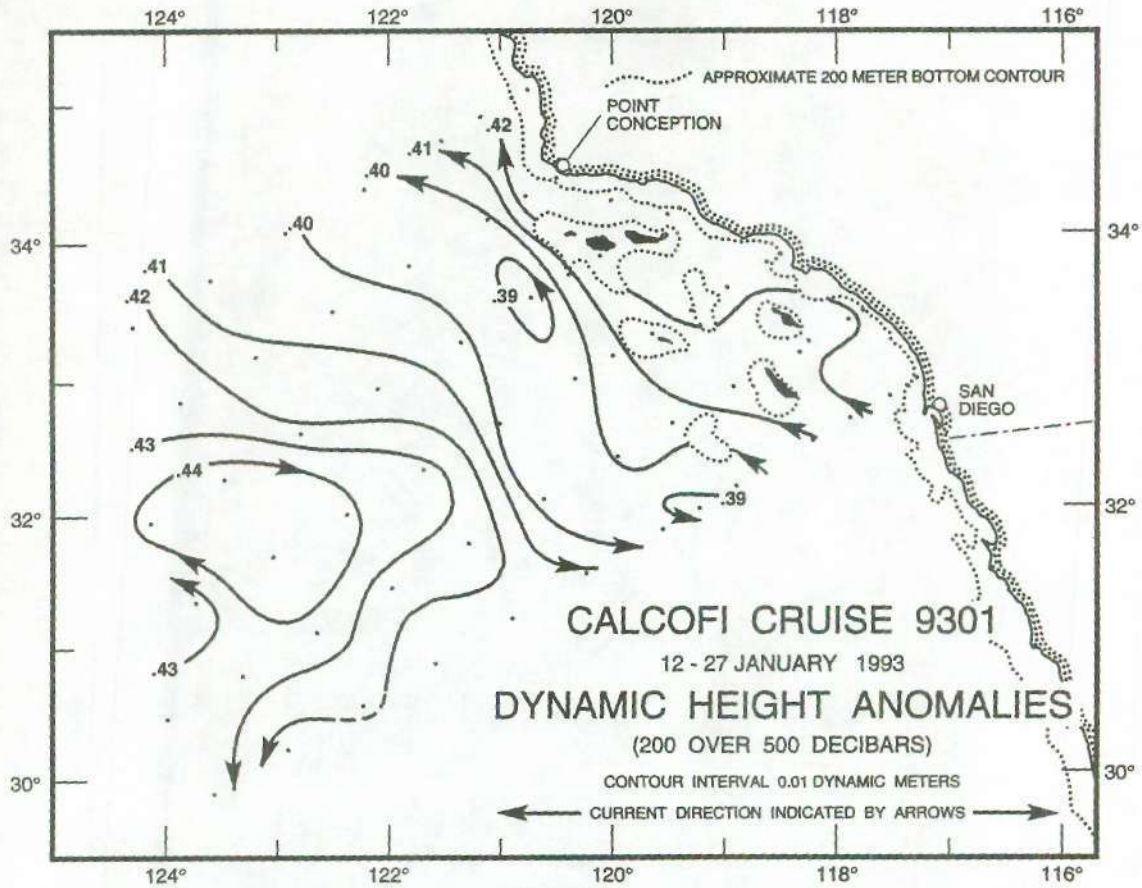 124° 122° 120° 118° 116°
APPROXIMATE 200 METER BOTTOM CONTOUR
POINT
CONCEPTION
.42
.41
.40
.40
34° 34°
.41
.39
.42
SAN
DIEGO
.43
.44
.39
32° 32°
CALCOFI CRUISE 9301
12 - 27 JANUARY 1993
.43
DYNAMIC HEIGHT ANOMALIES
(200 OVER 500 DECIBARS)
30° 30°
CONTOUR INTERVAL 0.01 DYNAMIC METERS
CURRENT DIRECTION INDICATED BY ARROWS
124° 122° 120° 118° 116°